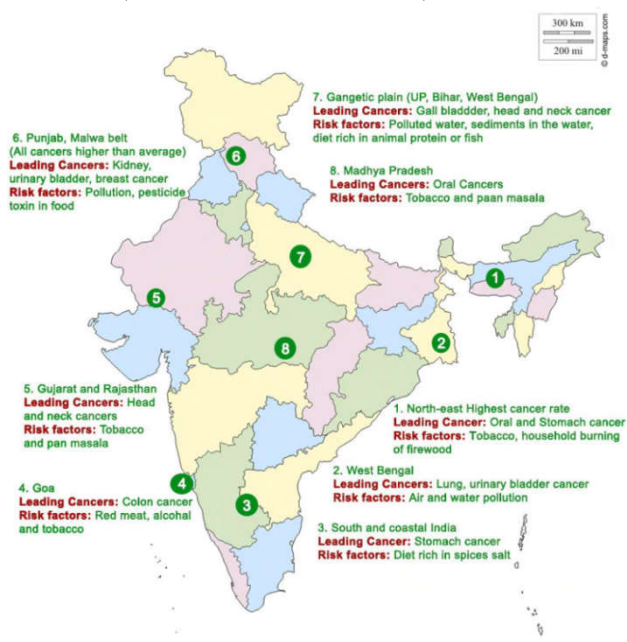 300 km
200 mi
© d-maps.com
7. Gangetic plain (UP, Bihar, West Bengal)
Leading Cancers: Gall bladdder, head and neck cancer
Risk factors: Polluted water, sediments in the water,
diet rich in animal protein or fish
6. Punjab, Malwa belt
(All cancers higher than average)
Leading Cancers: Kidney,
urinary bladder, breast cancer
Risk factors: Pollution, pesticide
toxin in food
8. Madhya Pradesh
Leading Cancers: Oral Cancers
Risk factors: Tobacco and paan masala
6
7
1
5
2
8
5. Gujarat and Rajasthan
Leading Cancers: Head
and neck cancers
Risk factors: Tobacco
and pan masala
1. North-east Highest cancer rate
Leading Cancer: Oral and Stomach cancer
Risk factors: Tobacco, household burning
of firewood
4
3
4. Goa
Leading Cancers: Colon cancer
Risk factors: Red meat, alcohal
and tobacco
2. West Bengal
Leading Cancers: Lung, urinary bladder cancer
Risk factors: Air and water pollution
3. South and coastal India
Leading Cancer: Stomach cancer
Risk factors: Diet rich in spices salt